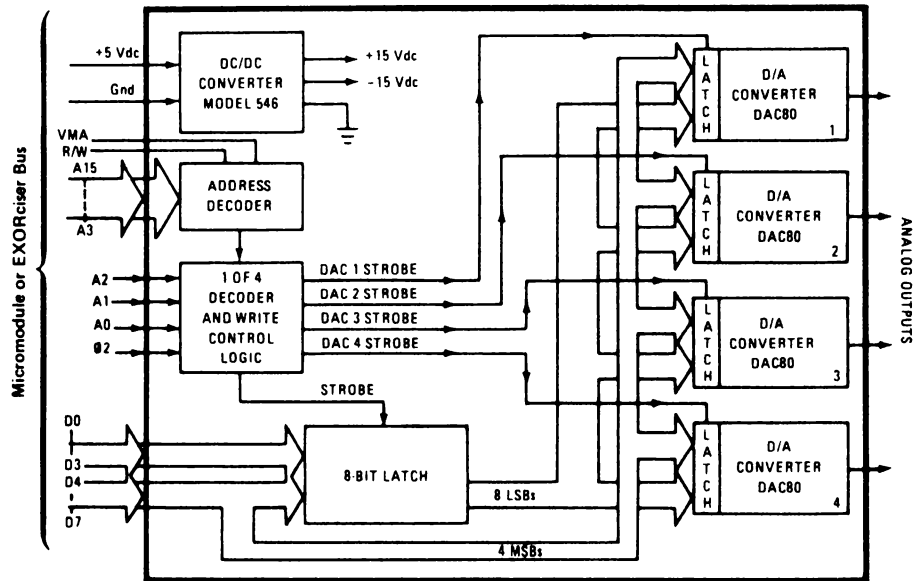 Micromodule or EXORciser Bus
+5 Vdc
Gnd
VMA
R/W
A15
A3
A2
A1
A0
Ø2
D0
D3
D4
D7
DC/DC
CONVERTER
MODEL 546
+15 Vdc
-15 Vdc
ADDRESS
DECODER
1 OF 4
DECODER
AND WRITE
CONTROL
LOGIC
DAC 1 STROBE
DAC 2 STROBE
DAC 3 STROBE
DAC 4 STROBE
STROBE
8-BIT LATCH
8 LSBs
4 MSBs
LATCH
D/A
CONVERTER
DAC80
1
LATCH
D/A
CONVERTER
DAC80
2
LATCH
D/A
CONVERTER
DAC80
3
LATCH
D/A
CONVERTER
DAC80
4
ANALOG OUTPUTS